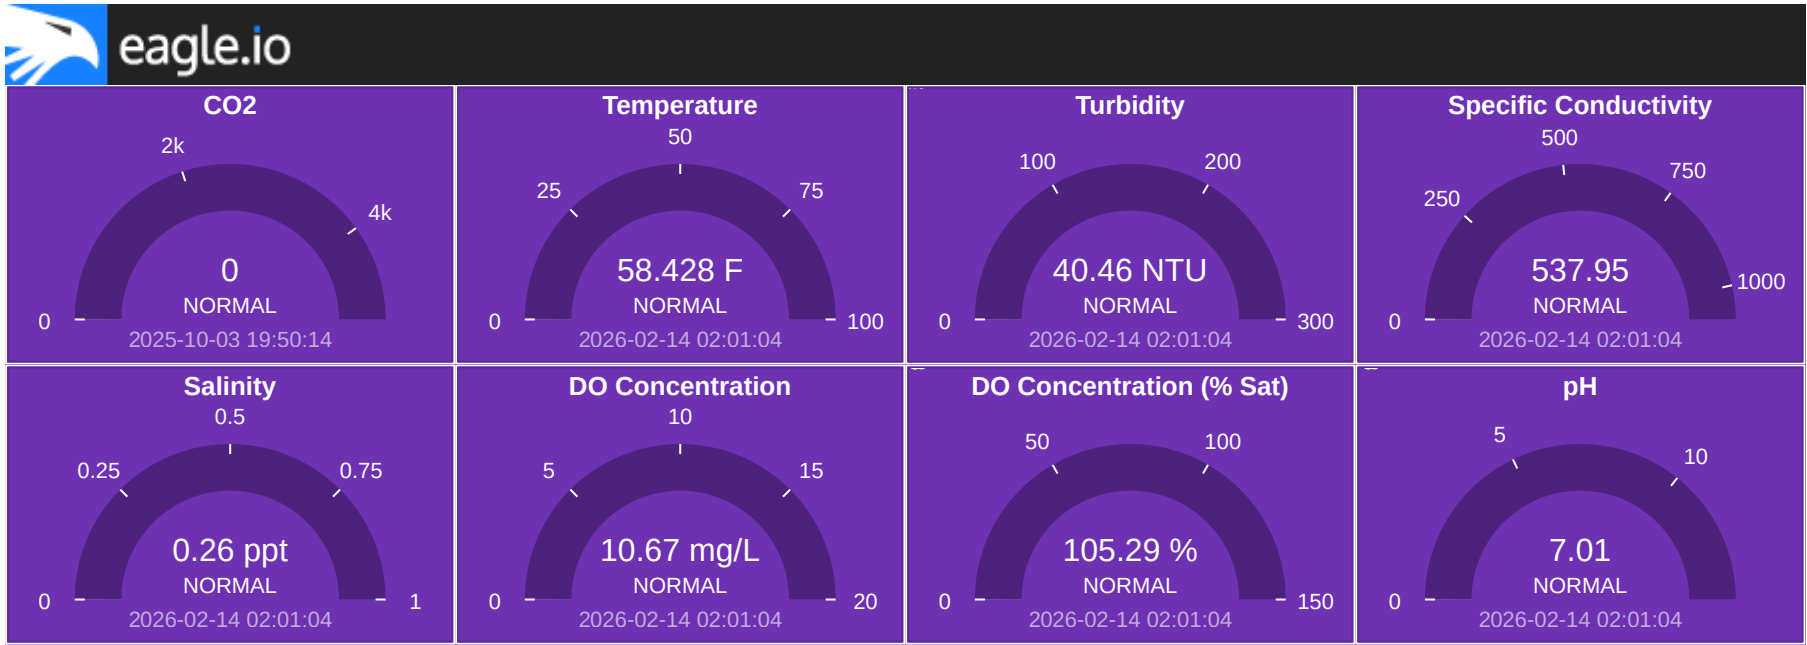 eagle.io
CO2
2k
4k
0
0
NORMAL
2025-10-03 19:50:14
Temperature
50
25
75
58.428 F
NORMAL
0
100
2026-02-14 02:01:04
Turbidity
100
200
40.46 NTU
NORMAL
0
300
2026-02-14 02:01:04
Specific Conductivity
500
750
250
537.95
1000
NORMAL
0
2026-02-14 02:01:04
Salinity
0.5
0.25
0.75
0.26 ppt
NORMAL
0
1
2026-02-14 02:01:04
DO Concentration
10
5
15
10.67 mg/L
NORMAL
0
20
2026-02-14 02:01:04
DO Concentration (% Sat)
50
100
105.29 %
NORMAL
0
150
2026-02-14 02:01:04
pH
5
10
7.01
NORMAL
0
2026-02-14 02:01:04